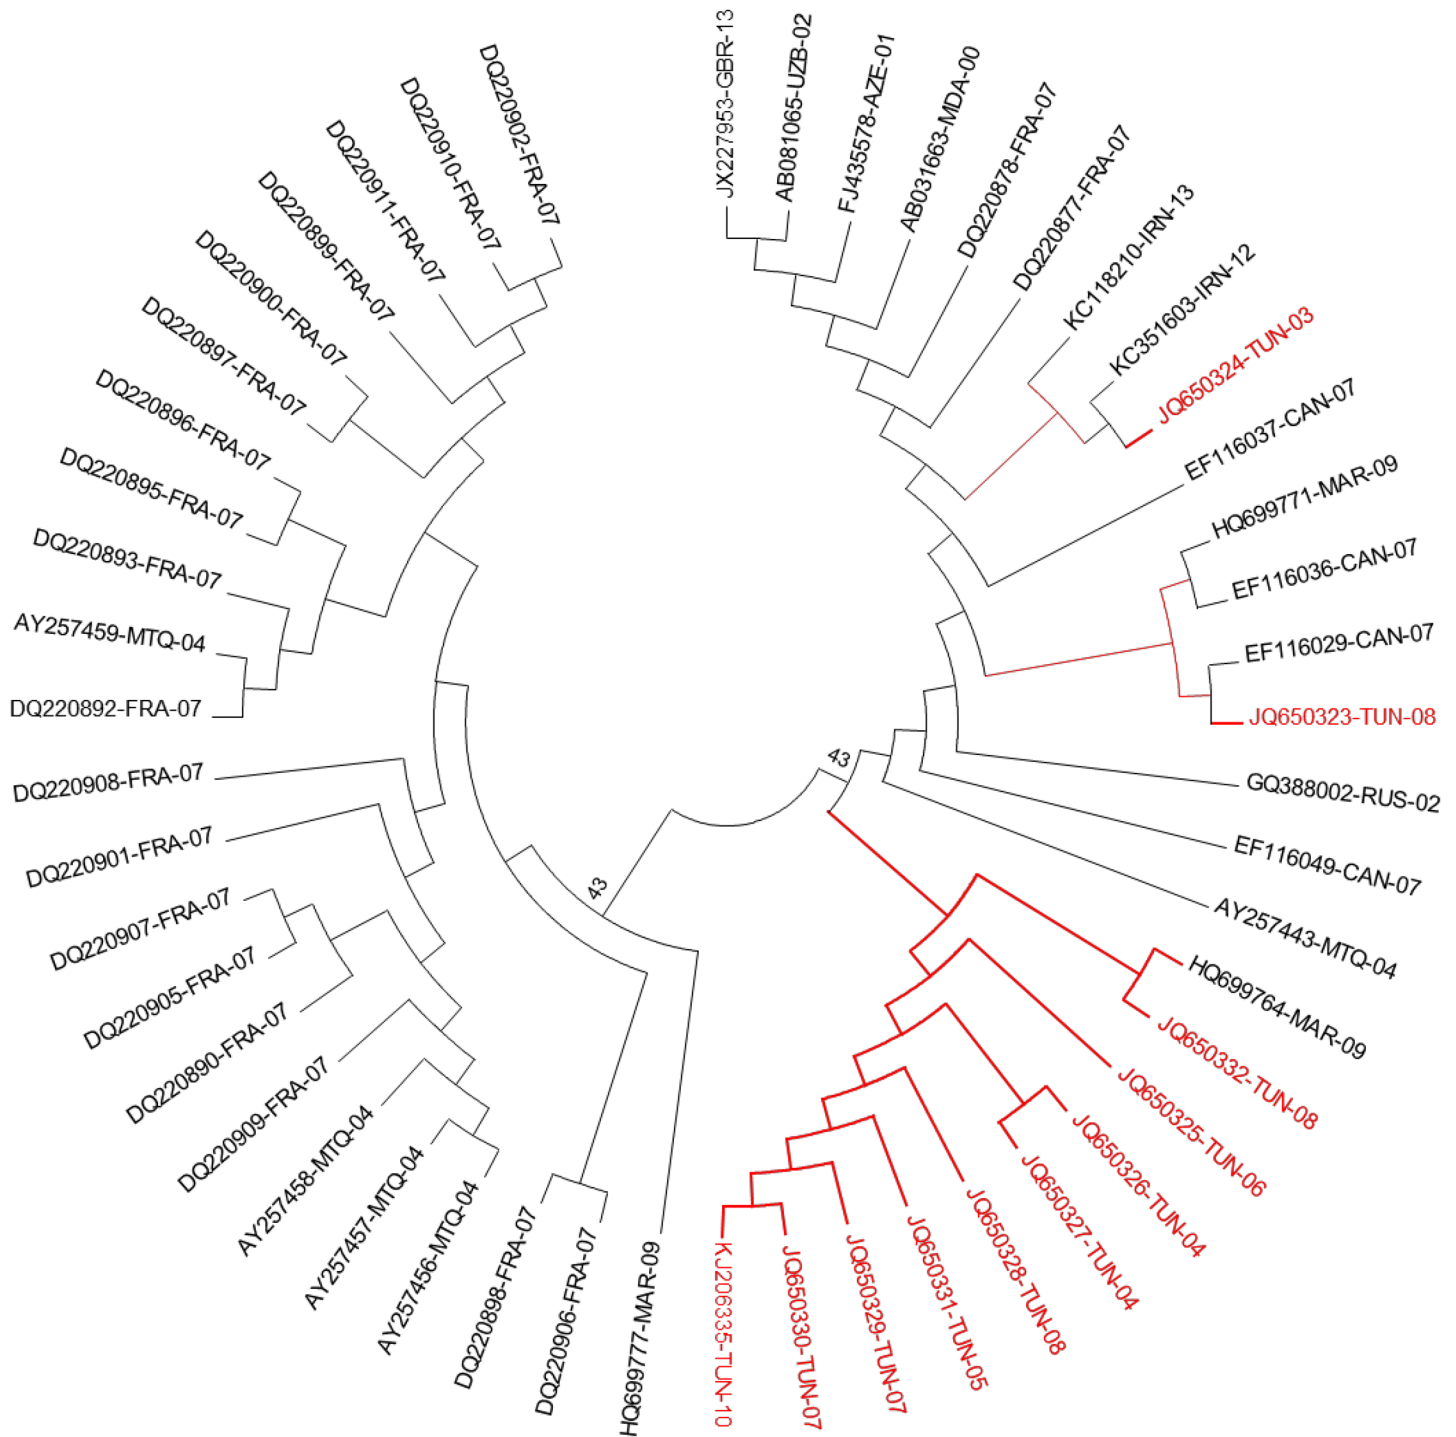 JX227953-GBR-13
AB081065-UZB-02
FJ435578-AZE-01
AB031663-MDA-00
DQ220878-FRA-07
DQ220877-FRA-07
KC118210-IRN-13
KC351603-IRN-12
JQ650324-TUN-03
EF116037-CAN-07
HQ699771-MAR-09
EF116036-CAN-07
EF116029-CAN-07
JQ650323-TUN-08
GQ388002-RUS-02
EF116049-CAN-07
AY257443-MTQ-04
HQ699764-MAR-09
JQ650332-TUN-08
JQ650325-TUN-06
JQ650326-TUN-04
JQ650327-TUN-04
JQ650328-TUN-08
JQ650331-TUN-05
JQ650329-TUN-07
JQ650330-TUN-07
KJ206335-TUN-10
HQ699777-MAR-09
DQ220906-FRA-07
DQ220898-FRA-07
AY257456-MTQ-04
AY257457-MTQ-04
AY257458-MTQ-04
DQ220909-FRA-07
DQ220890-FRA-07
DQ220905-FRA-07
DQ220907-FRA-07
DQ220901-FRA-07
DQ220908-FRA-07
DQ220892-FRA-07
AY257459-MTQ-04
DQ220893-FRA-07
DQ220895-FRA-07
DQ220896-FRA-07
DQ220897-FRA-07
DQ220900-FRA-07
DQ220899-FRA-07
DQ220911-FRA-07
DQ220910-FRA-07
DQ220902-FRA-07
43
43